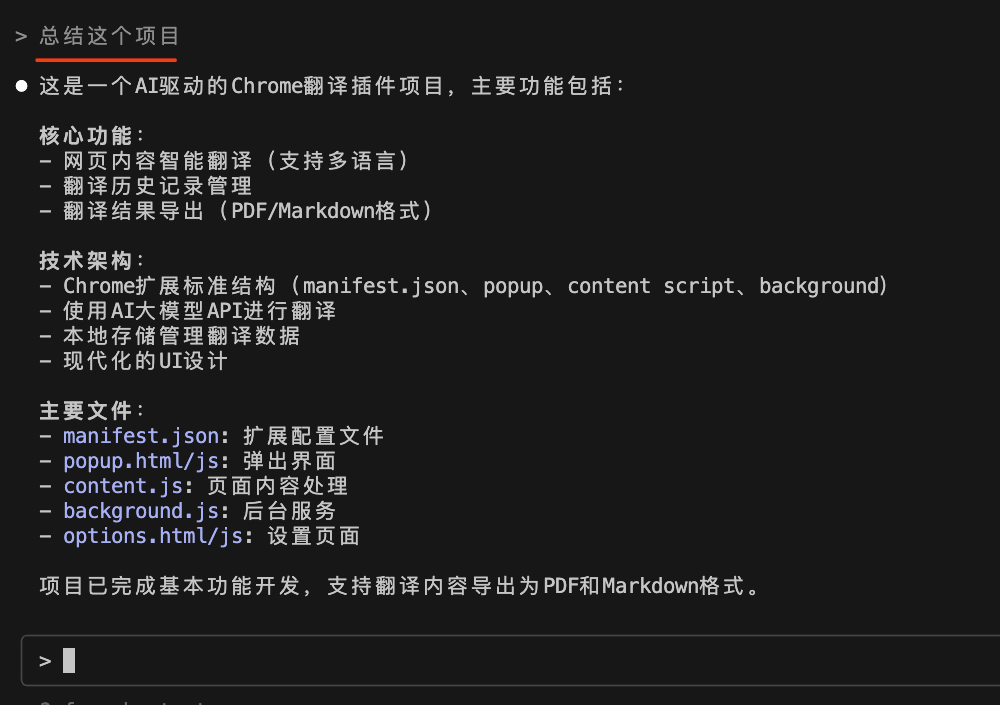 > 总结这个项目
● 这是一个AI驱动的Chrome翻译插件项目，主要功能包括：
核心功能：
- 网页内容智能翻译（支持多语言）
- 翻译历史记录管理
- 翻译结果导出（PDF/Markdown格式）
技术架构：
- Chrome扩展标准结构（manifest.json、popup、content script、background）
- 使用AI大模型API进行翻译
- 本地存储管理翻译数据
- 现代化的UI设计
主要文件：
- manifest.json: 扩展配置文件
- popup.html/js: 弹出界面
- content.js: 页面内容处理
- background.js: 后台服务
- options.html/js: 设置页面
项目已完成基本功能开发，支持翻译内容导出为PDF和Markdown格式。
>